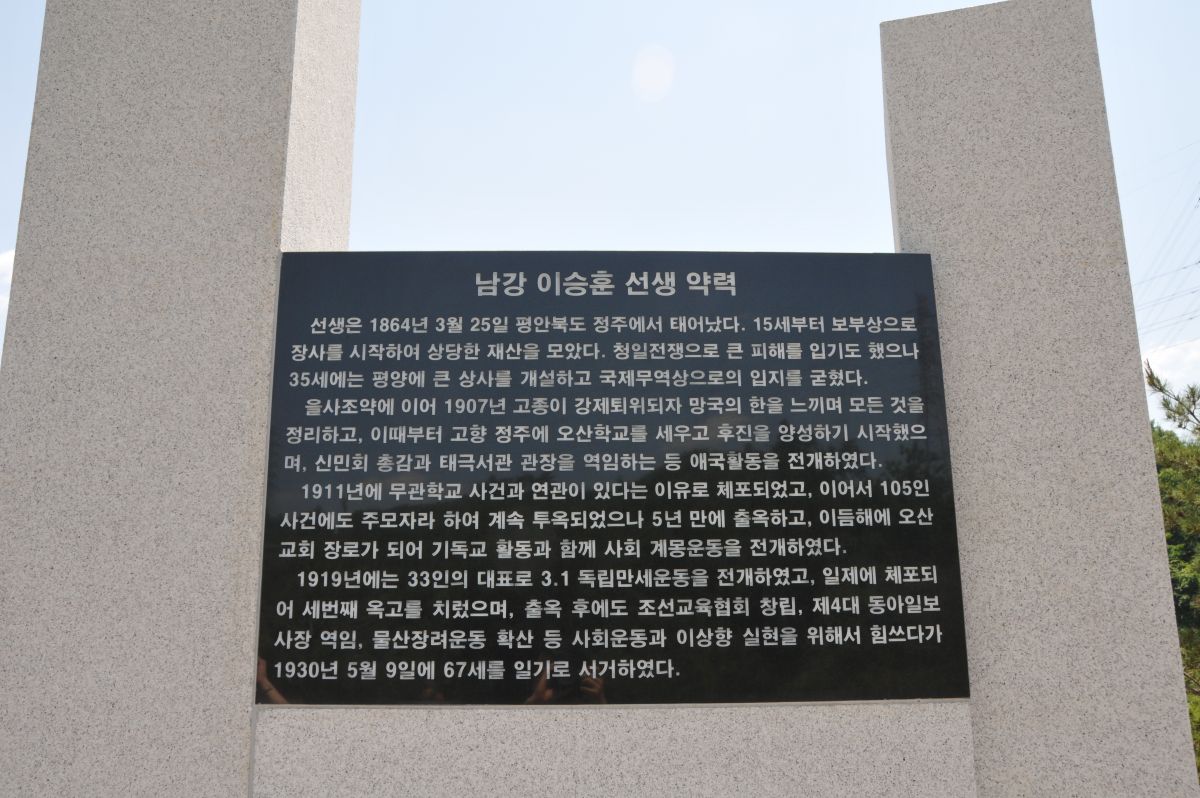 남강 이승훈 선생 약력
선생은 1864년 3월 25일 평안북도 정주에서 태어났다. 15세부터 보부상으로
장사를 시작하여 상당한 재산을 모았다. 청일전쟁으로 큰 피해를 입기도 했으나
35세에는 평양에 큰 상사를 개설하고 국제무역상으로의 입지를 굳혔다.
을사조약에 이어 1907년 고종이 강제퇴위되자 망국의 한을 느끼며 모든 것을
정리하고, 이때부터 고향 정주에 오산학교를 세우고 후진을 양성하기 시작했으
며, 신민회 총감과 태극서관 관장을 역임하는 등 애국활동을 전개하였다.
1911년에 무관학교 사건과 연관이 있다는 이유로 체포되었고, 이어서 105인
사건에도 주모자라 하여 계속 투옥되었으나 5년 만에 출옥하고, 이듬해에 오산
교회 장로가 되어 기독교 활동과 함께 사회 계몽운동을 전개하였다.
1919년에는 33인의 대표로 3.1 독립만세운동을 전개하였고, 일제에 체포되
어 세번째 옥고를 치렀으며, 출옥 후에도 조선교육협회 창립, 제4대 동아일보
사장 역임, 물산장려운동 확산 등 사회운동과 이상향 실현을 위해서 힘쓰다가
1930년 5월 9일에 67세를 일기로 서거하였다.